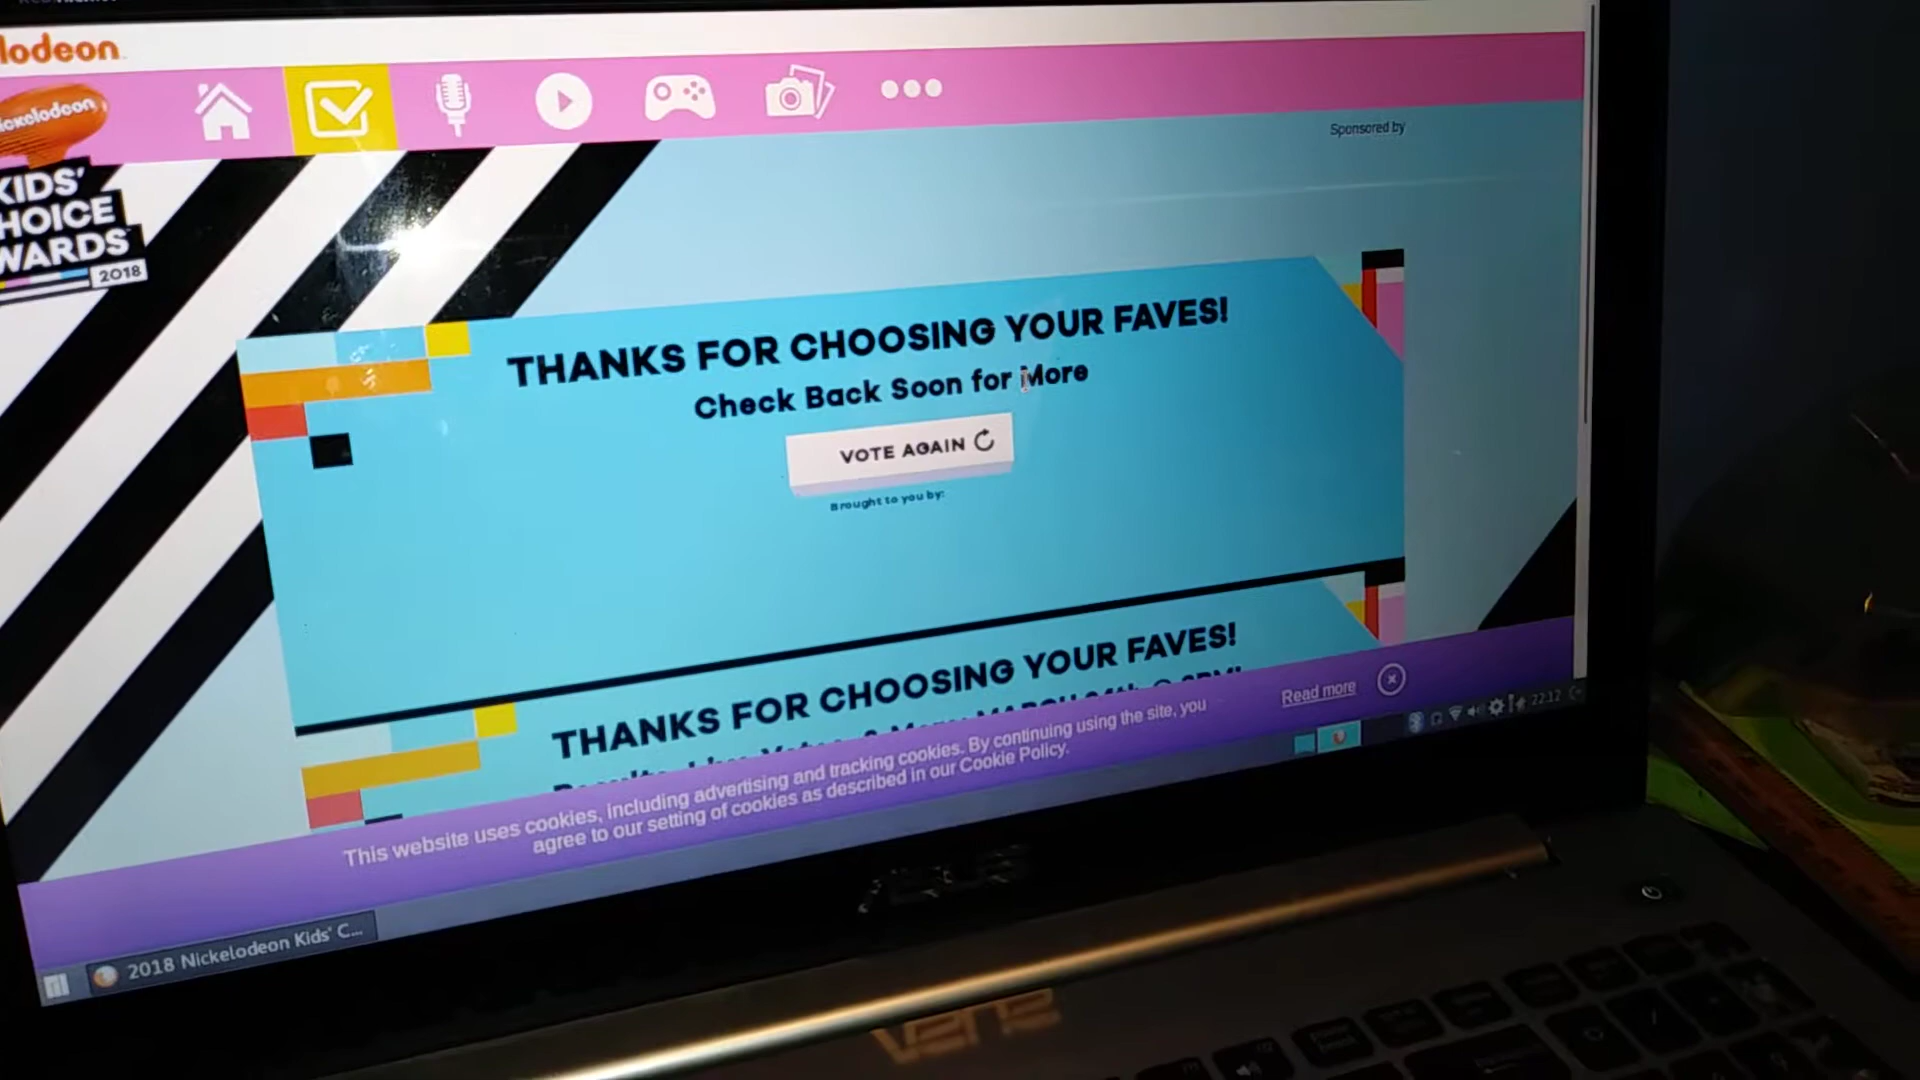 lodeon
ickelodeon
KIDS'
HOICE
WARDS
2018
Sponsored by
THANKS FOR CHOOSING YOUR FAVES!
Check Back Soon for More
VOTE AGAIN
Brought to you by:
THANKS FOR CHOOSING YOUR FAVES!
This website uses cookies, including advertising and tracking cookies. By continuing using the site, you
agree to our setting of cookies as described in our Cookie Policy.
Read more
22:12
2018 Nickelodeon Kids' C...